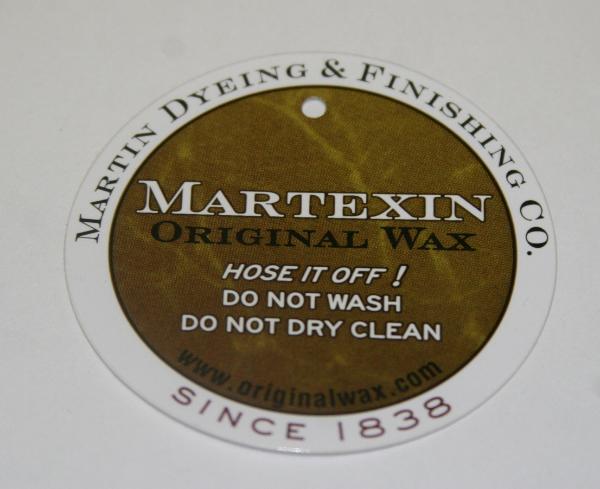 MARTIN DYEING & FINISHING CO.
MARTEXIN
ORIGINAL WAX
HOSE IT OFF !
DO NOT WASH
DO NOT DRY CLEAN
www.originalwax.com
SINCE 1838